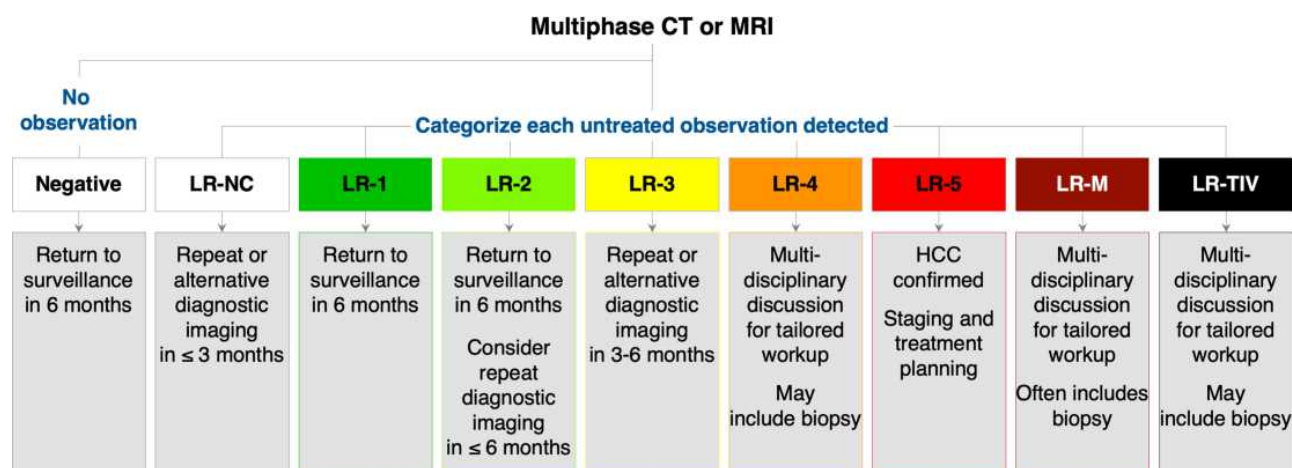 Multiphase CT or MRI
No
observation
Categorize each untreated observation detected
Negative
LR-NC
LR-1
LR-2
LR-3
LR-4
LR-5
LR-M
LR-TIV
Return to
surveillance
in 6 months
Repeat or
alternative
diagnostic
imaging
in ≤ 3 months
Return to
surveillance
in 6 months
Return to
surveillance
in 6 months
Consider
repeat
diagnostic
imaging
in ≤ 6 months
Repeat or
alternative
diagnostic
imaging
in 3-6 months
Multi-
disciplinary
discussion
for tailored
workup
May
include biopsy
HCC
confirmed
Staging and
treatment
planning
Multi-
disciplinary
discussion
for tailored
workup
Often includes
biopsy
Multi-
disciplinary
discussion
for tailored
workup
May
include biopsy